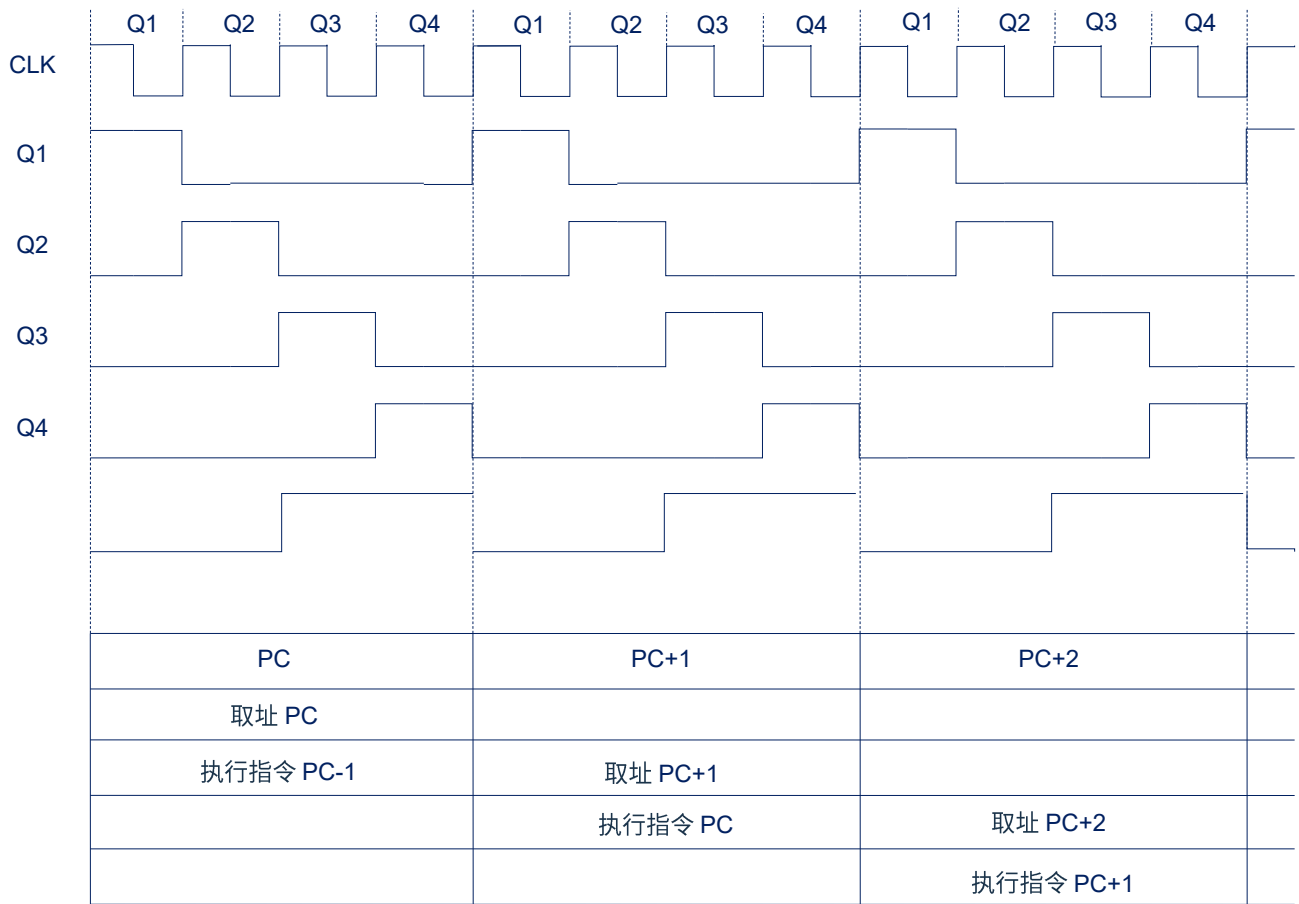 Q1 Q2 Q3 Q4 Q1 Q2 Q3 Q4 Q1 Q2 Q3 Q4
CLK
Q1
Q2
Q3
Q4
PC PC+1 PC+2
取址 PC
执行指令 PC-1 取址 PC+1
执行指令 PC 取址 PC+2
执行指令 PC+1